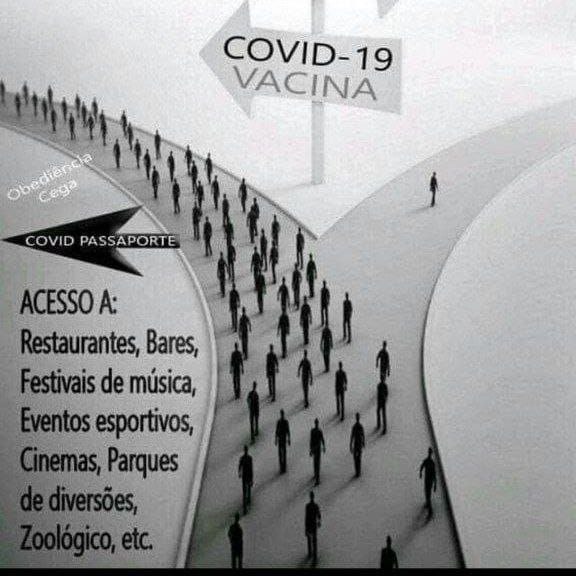 COVID-19
VACINA
Obediência
Cega
COVID PASSAPORTE
ACESSO A:
Restaurantes, Bares,
Festivais de música,
Eventos esportivos,
Cinemas, Parques
de diversões,
Zoológico, etc.